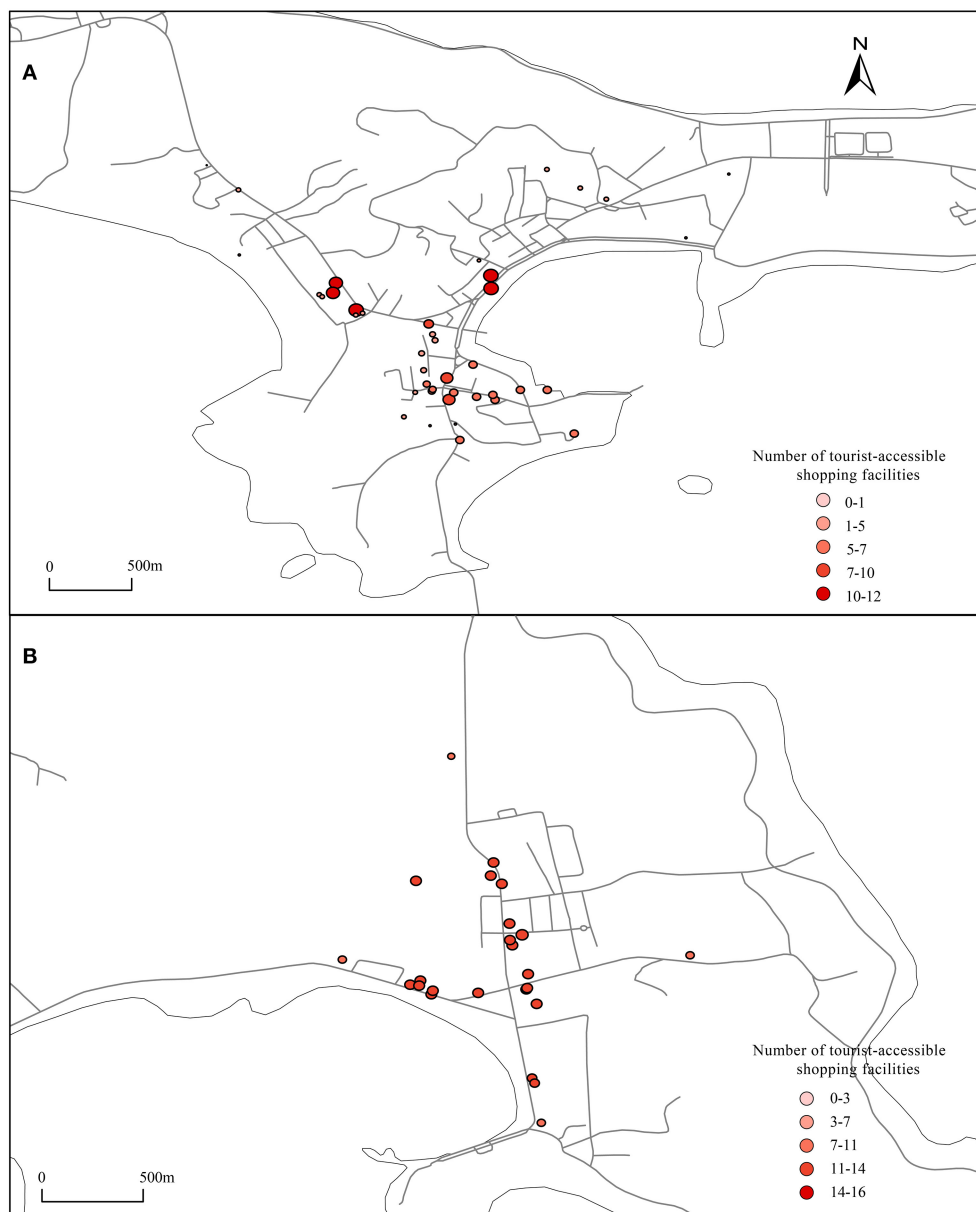 A
N
Number of tourist-accessible
shopping facilities
0-1
1-5
5-7
7-10
10-12
0
500m
B
Number of tourist-accessible
shopping facilities
0-3
3-7
7-11
11-14
14-16
0
500m